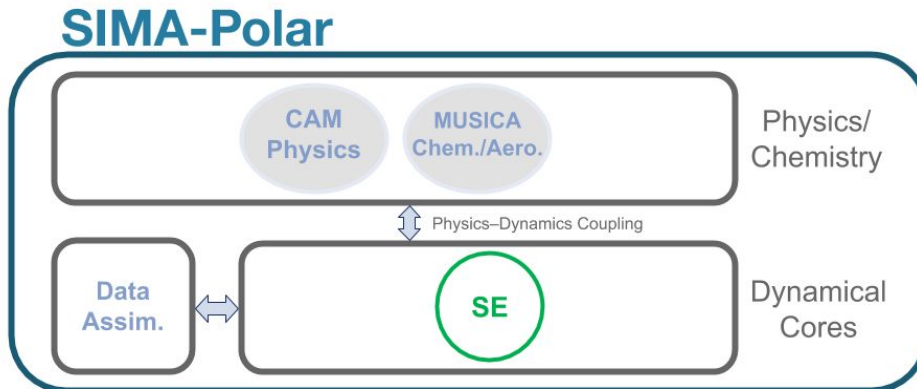 SIMA-Polar
CAM
Physics
MUSICA
Chem./Aero.
Physics/
Chemistry
Physics–Dynamics Coupling
Data
Assim.
SE
Dynamical
Cores